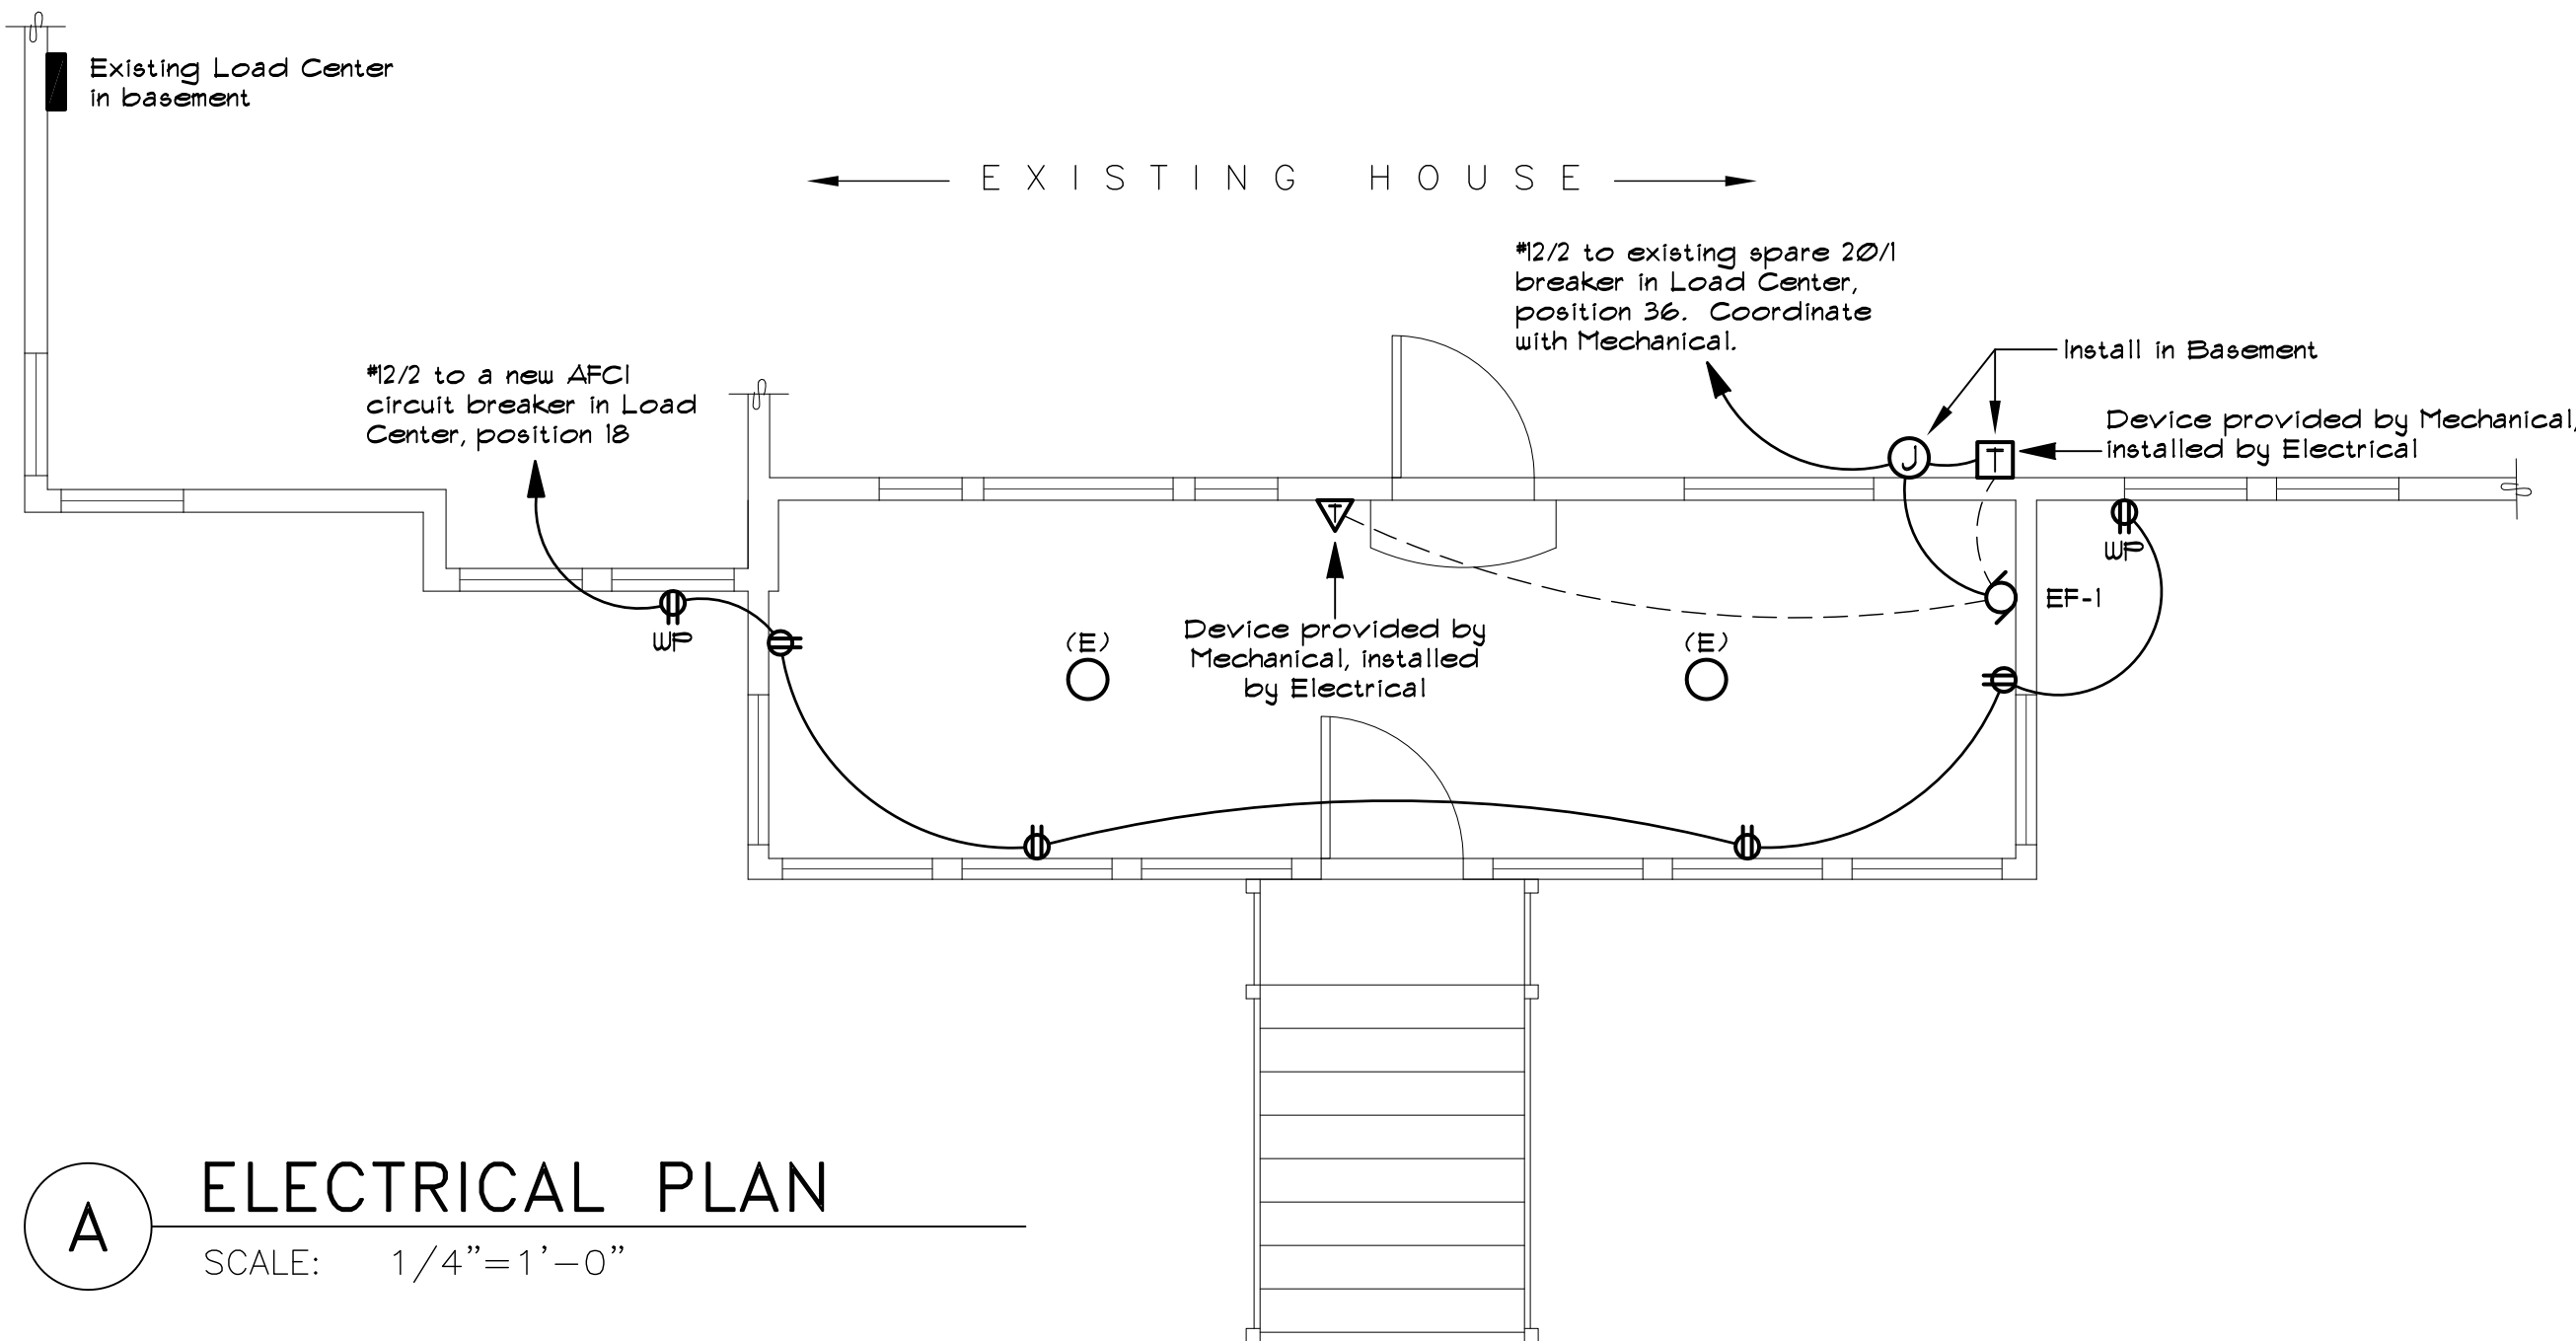 Existing Load Center
in basement
EXISTING HOUSE
#12/2 to existing spare 20/1
breaker in Load Center,
position 36. Coordinate
with Mechanical.
Install in Basement
#12/2 to a new AFCI
circuit breaker in Load
Center, position 18
Device provided by Mechanical,
installed by Electrical
J
T
T
WP
EF-1
WP
(E)
Device provided by
Mechanical, installed
by Electrical
(E)
A
ELECTRICAL PLAN
SCALE: 1/4"=1'-0"